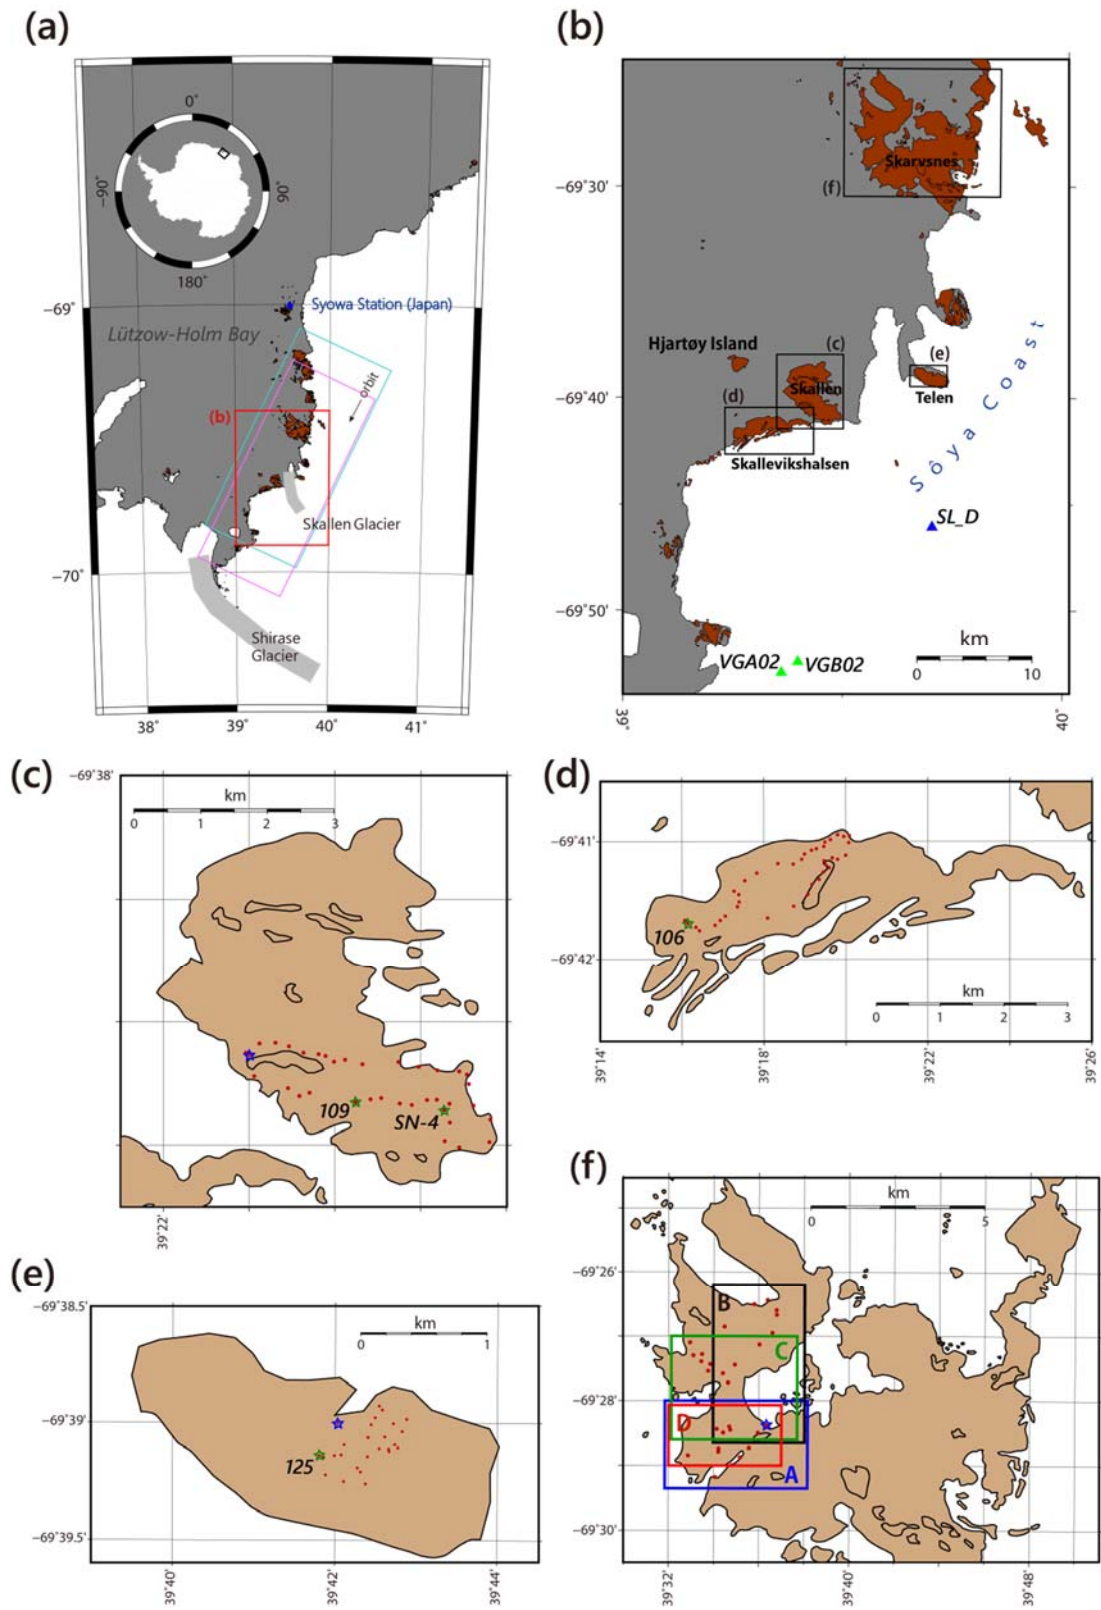 (a)
0°
−90°
90°
180°
−69°
Syowa Station (Japan)
Lützow-Holm Bay
orbit
(b)
Skallen Glacier
−70°
Shirase
Glacier
38°
39°
40°
41°
(b)
Skarvsnes
−69°30'
(f)
Hjartøy Island
(c)
(e)
Skallen
−69°40'
(d)
Telen
Skallevikshalsen
Sôya Coast
SL_D
−69°50'
km
VGA02
VGB02
0
10
39°
40°
(c)
−69°38'
km
0
1
2
3
109
SN-4
39°22'
(d)
−69°41'
106
−69°42'
km
0
1
2
3
39°14'
39°18'
39°22'
39°26'
(e)
−69°38.5'
km
0
1
−69°39'
125
−69°39.5'
39°40'
39°42'
39°44'
(f)
km
0
5
−69°26'
B
C
−69°28'
D
A
−69°30'
39°32'
39°40'
39°48'